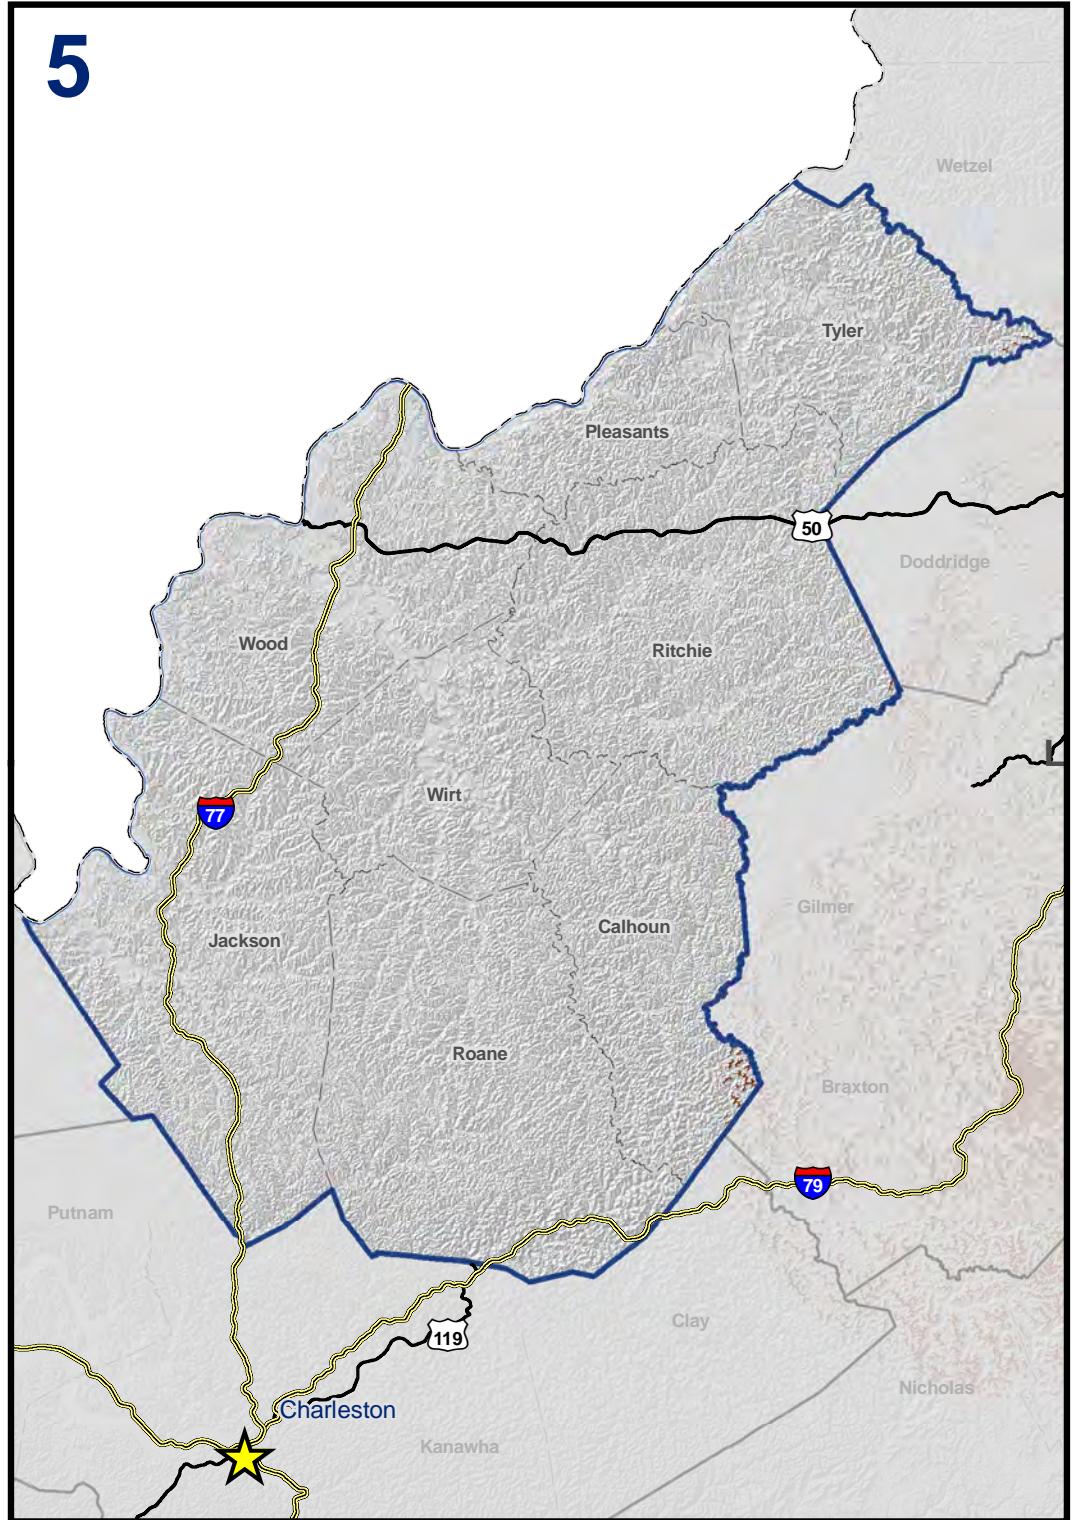 5
Wetzel
Tyler
Pleasants
50
Doddridge
Wood
Ritchie
L
Wirt
77
Gilmer
Calhoun
Jackson
Roane
Braxton
79
Putnam
Clay
119
Nicholas
Charleston
Kanawha